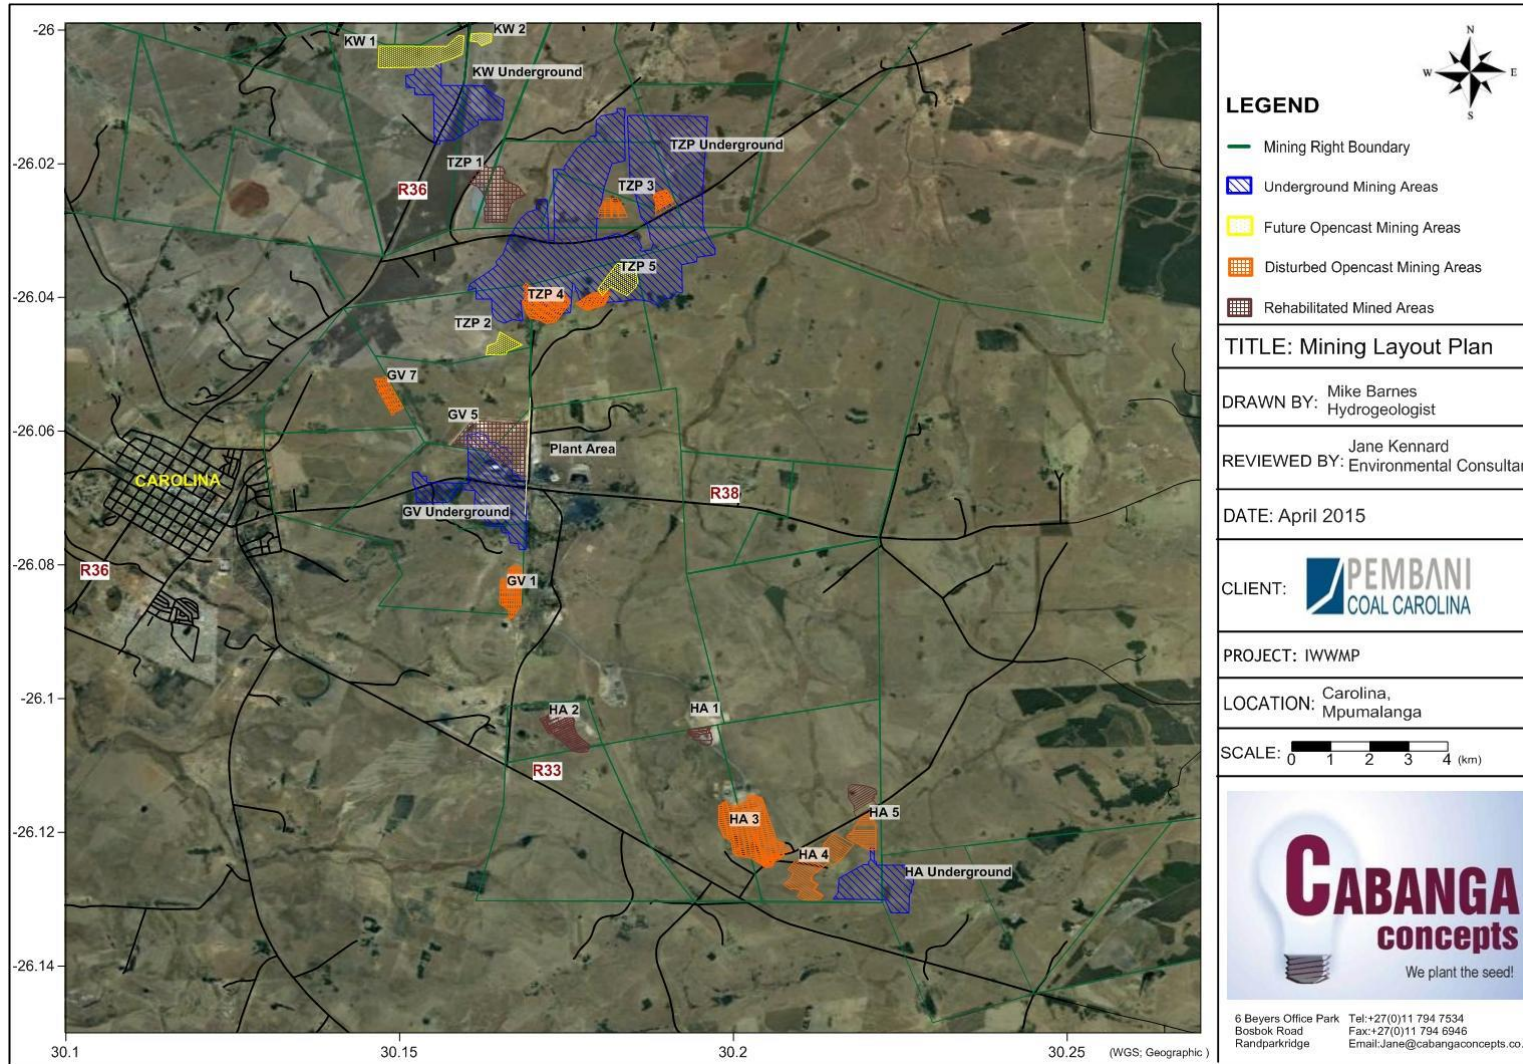 -26
-26.02
-26.04
-26.06
-26.08
-26.1
-26.12
-26.14
30.1
30.15
30.2
30.25
(WGS; Geographic )
KW 1
KW 2
KW Underground
TZP Underground
TZP 1
R36
TZP 3
TZP 5
TZP 4
TZP 2
GV 7
GV 5
Plant Area
CAROLINA
R38
GV Underground
R36
GV 1
HA 2
HA 1
R33
HA 3
HA 5
HA 4
HA Underground
N
W
E
S
LEGEND
Mining Right Boundary
Underground Mining Areas
Future Opencast Mining Areas
Disturbed Opencast Mining Areas
Rehabilitated Mined Areas
TITLE: Mining Layout Plan
DRAWN BY: Mike Barnes
Hydrogeologist
REVIEWED BY: Jane Kennard
Environmental Consultan
DATE: April 2015
CLIENT: PEMBANI
COAL CAROLINA
PROJECT: IWWMP
LOCATION: Carolina,
Mpumalanga
SCALE: 0 1 2 3 4 (km)
CABANGA
concepts
We plant the seed!
6 Beyers Office Park Tel:+27(0)11 794 7534
Bosbok Road Fax:+27(0)11 794 6946
Randparkridge Email:Jane@cabangaconcepts.co.